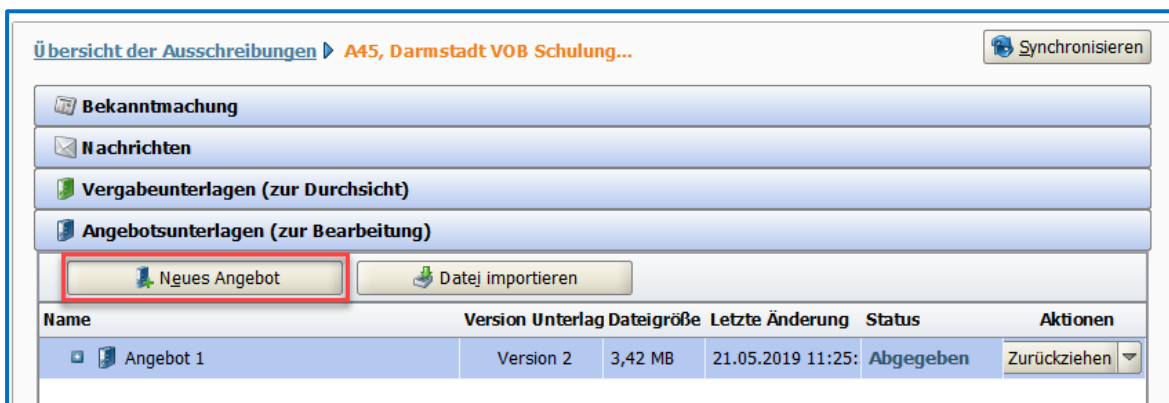 Übersicht der Ausschreibungen A45, Darmstadt VOB Schulung... Synchronisieren
Bekanntmachung
Nachrichten
Vergabeunterlagen (zur Durchsicht)
Angebotsunterlagen (zur Bearbeitung)
Neues Angebot Datei importieren
Name Version Unterlag Dateigröße Letzte Änderung Status Aktionen
Angebot 1 Version 2 3,42 MB 21.05.2019 11:25: Abgegeben Zurückziehen